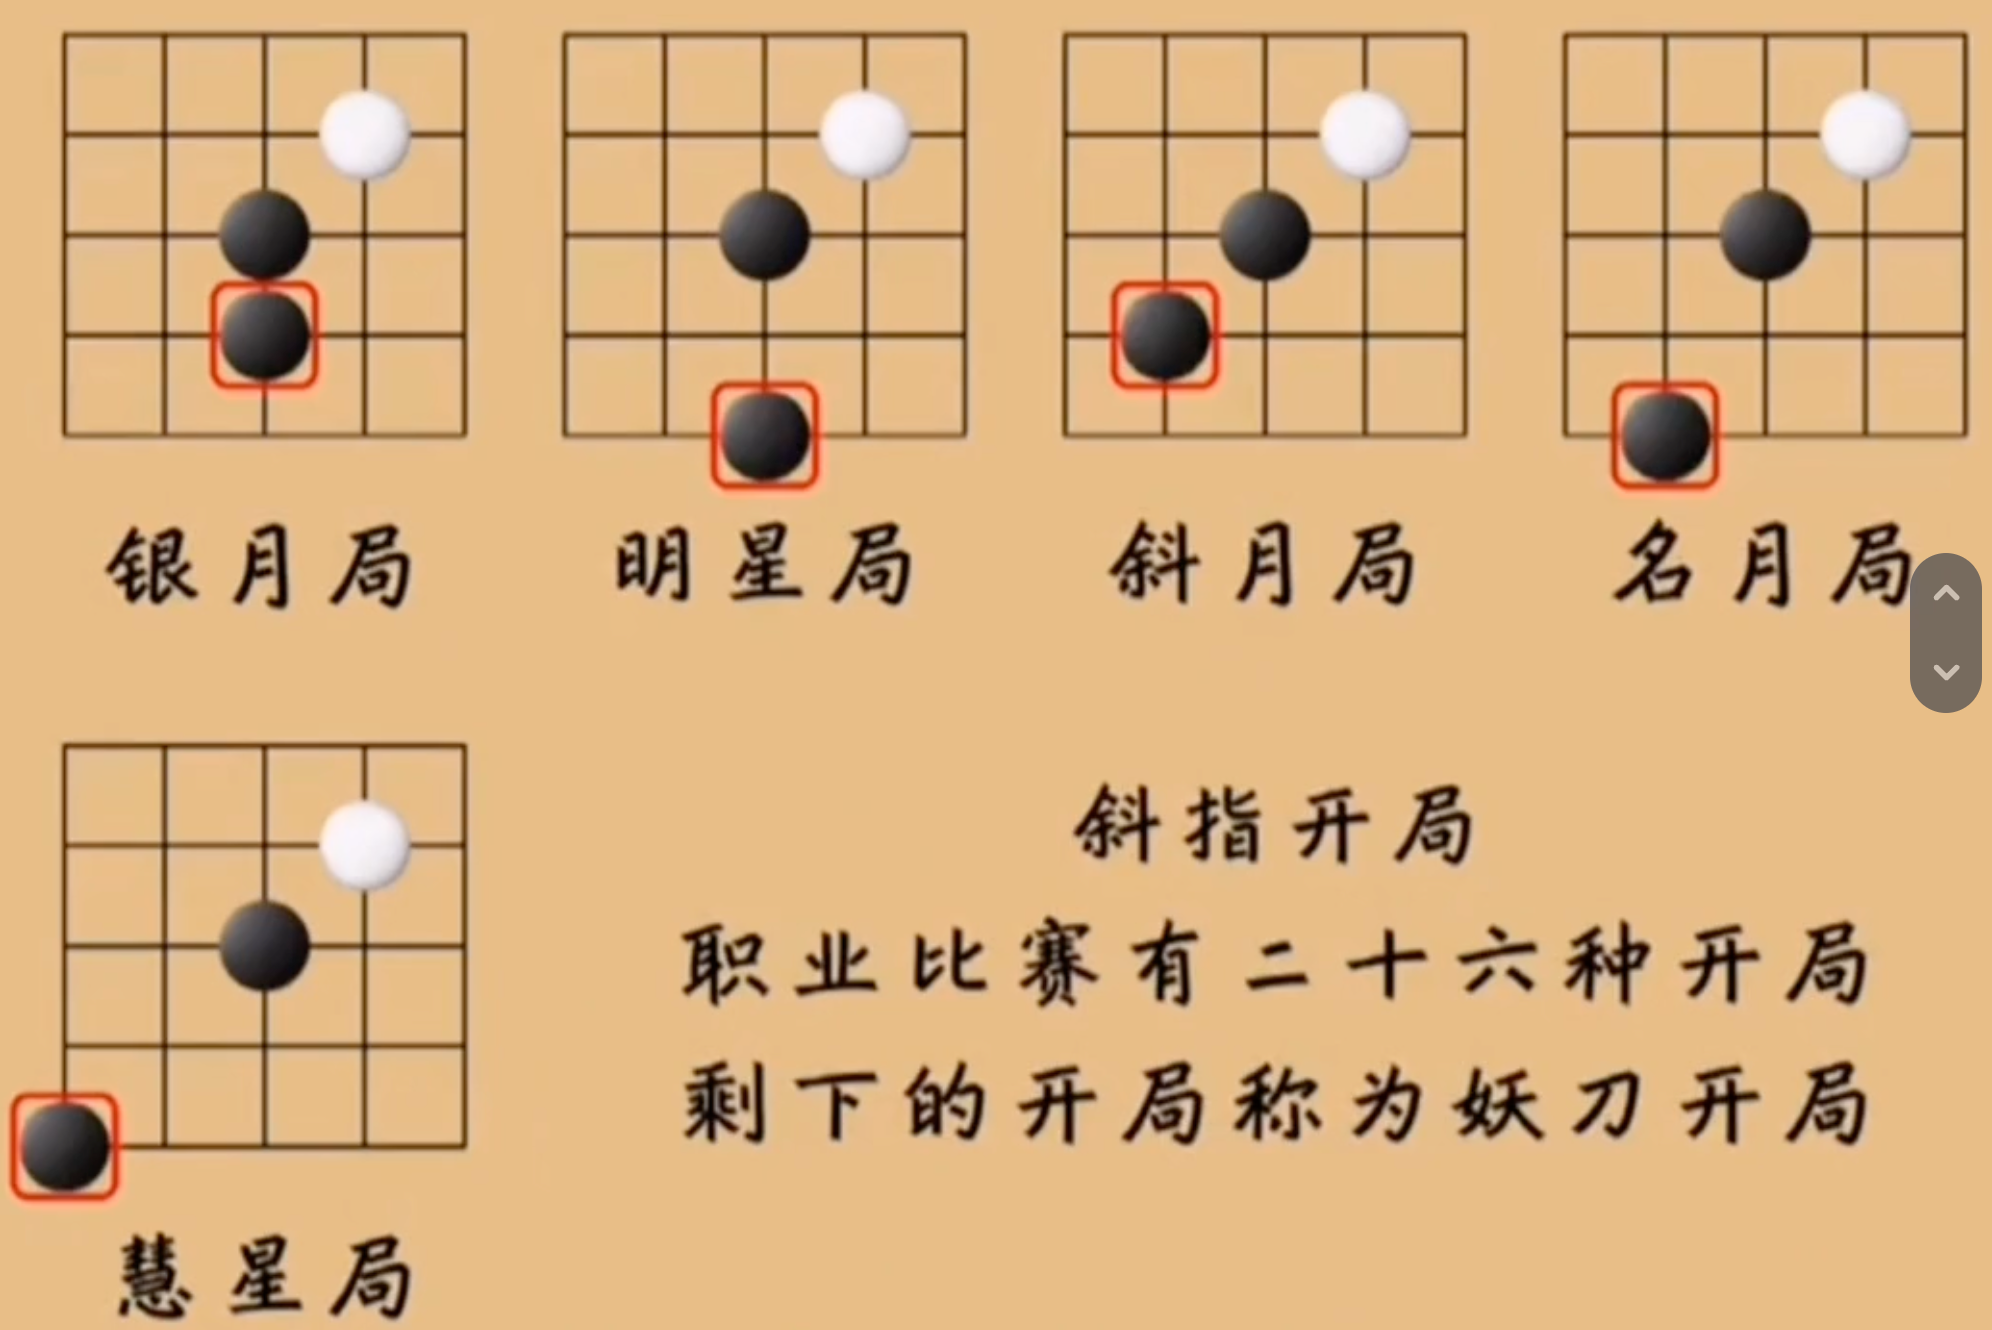 银月局
明星局
斜月局
名月局
慧星局
斜指开局
职业比赛有二十六种开局
剩下的开局称为妖刀开局